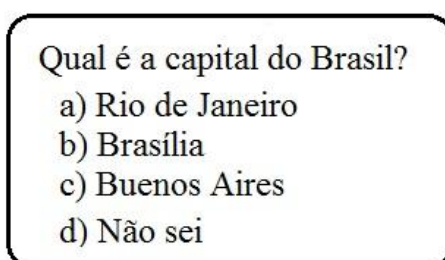 Qual é a capital do Brasil?
a) Rio de Janeiro
b) Brasília
c) Buenos Aires
d) Não sei